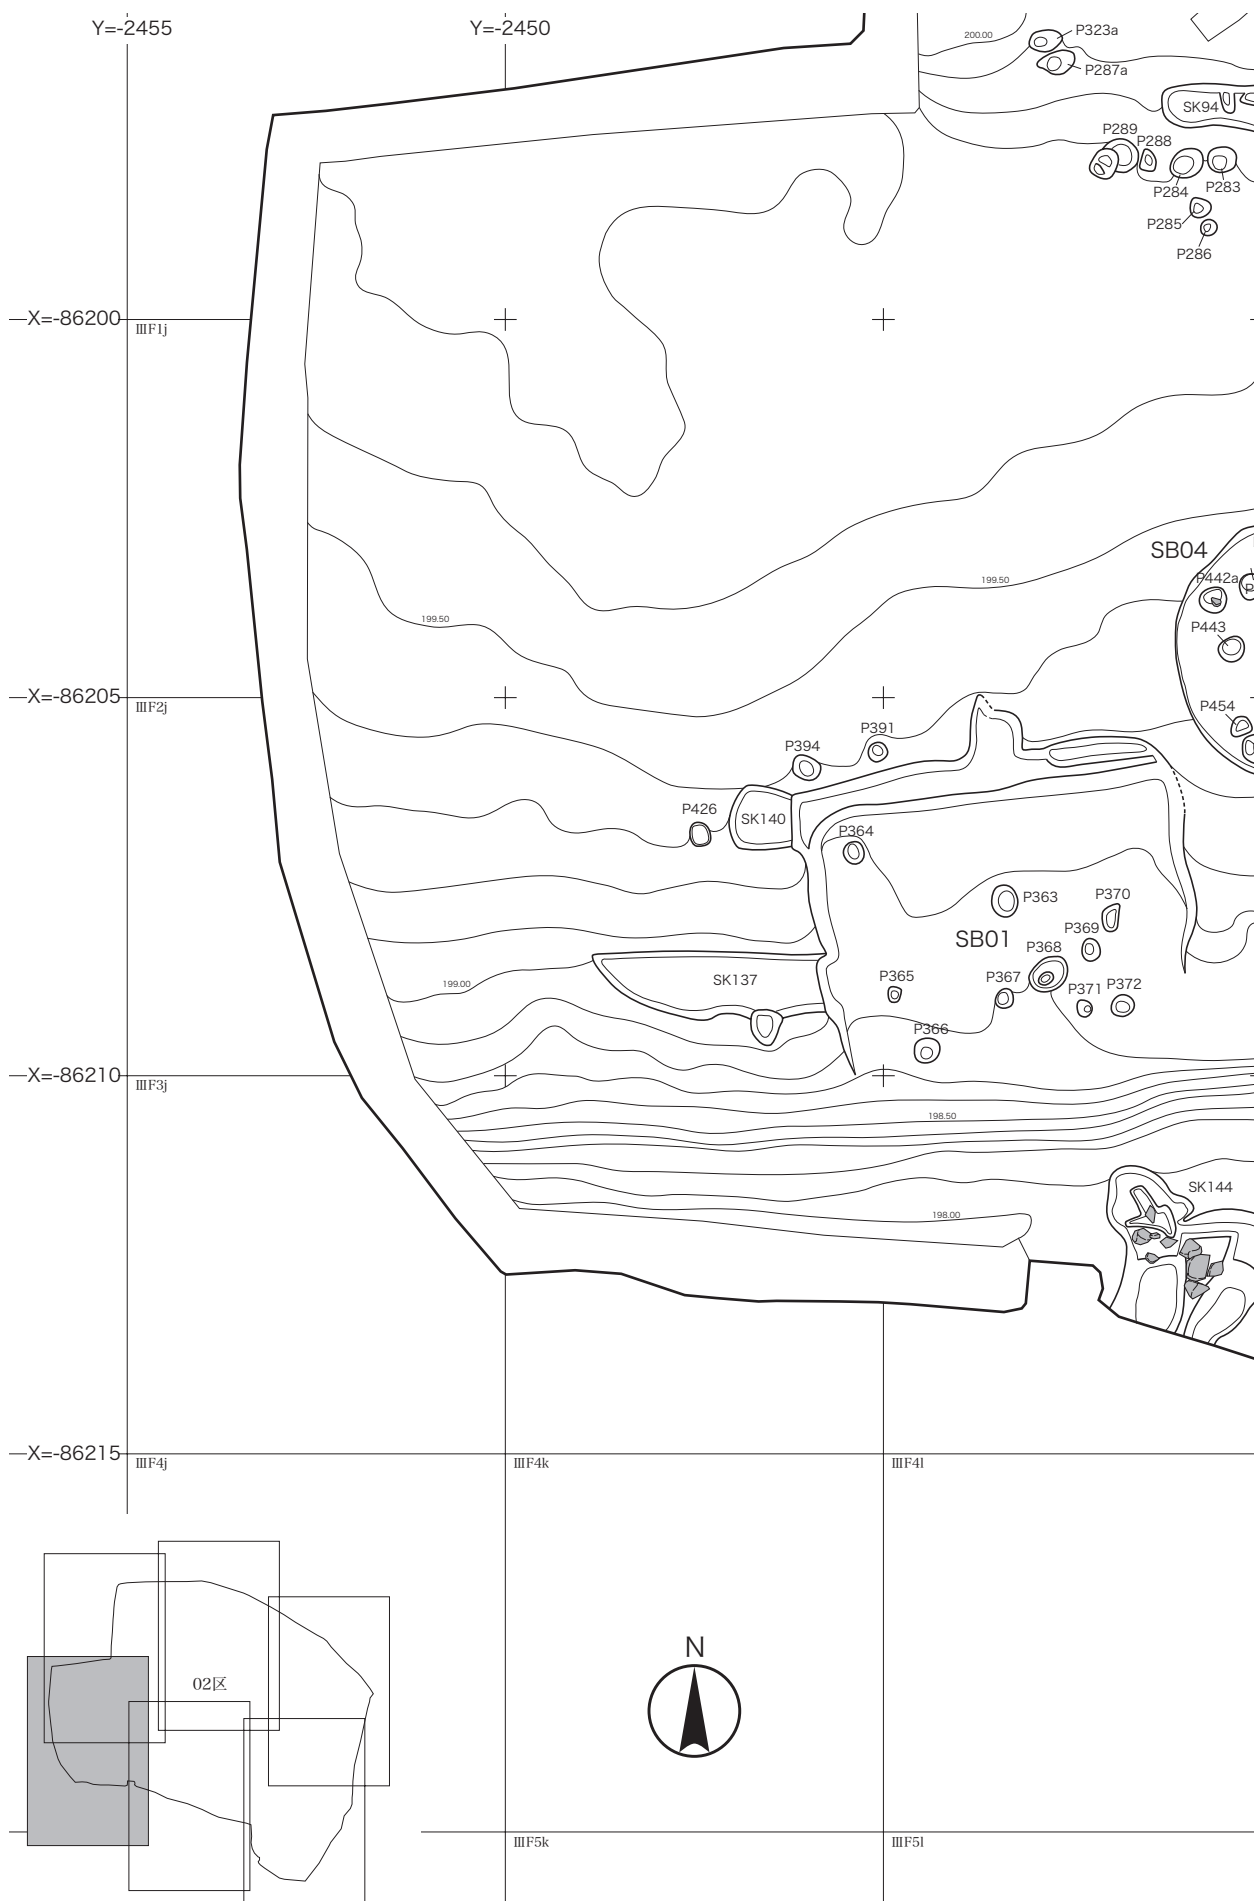 Y=-2455
Y=-2450
200.00
P323a
P287a
SK94
P289
P288
P284
P283
P285
P286
X=-86200
ⅢF1j
SB04
199.50
P442a
199.50
P443
X=-86205
ⅢF2j
P454
P391
P394
P426
SK140
P364
P363
P370
SB01
P369
P368
SK137
199.00
P365
P367
P371
P372
P366
X=-86210
ⅢF3j
198.50
SK144
198.00
X=-86215
ⅢF4j
ⅢF4k
ⅢF4l
N
02区
ⅢF5k
ⅢF5l